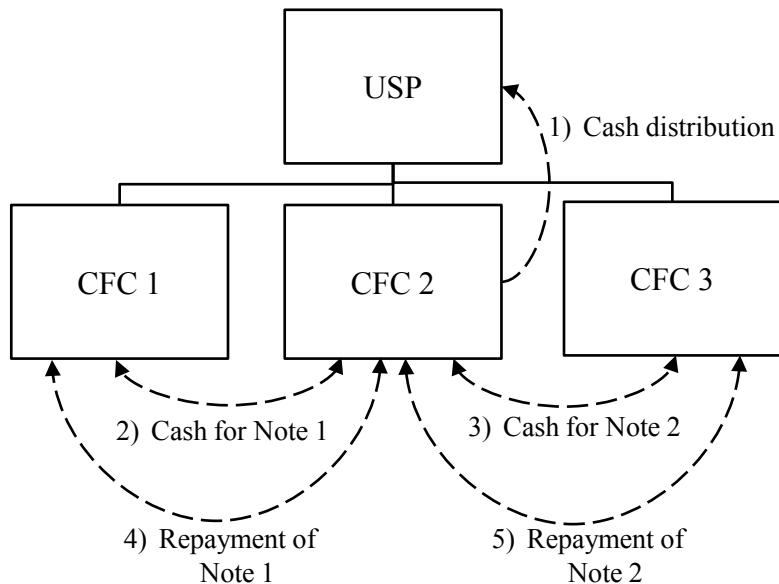 USP
1) Cash distribution
CFC 1
CFC 2
CFC 3
2) Cash for Note 1
3) Cash for Note 2
4) Repayment of
Note 1
5) Repayment of
Note 2